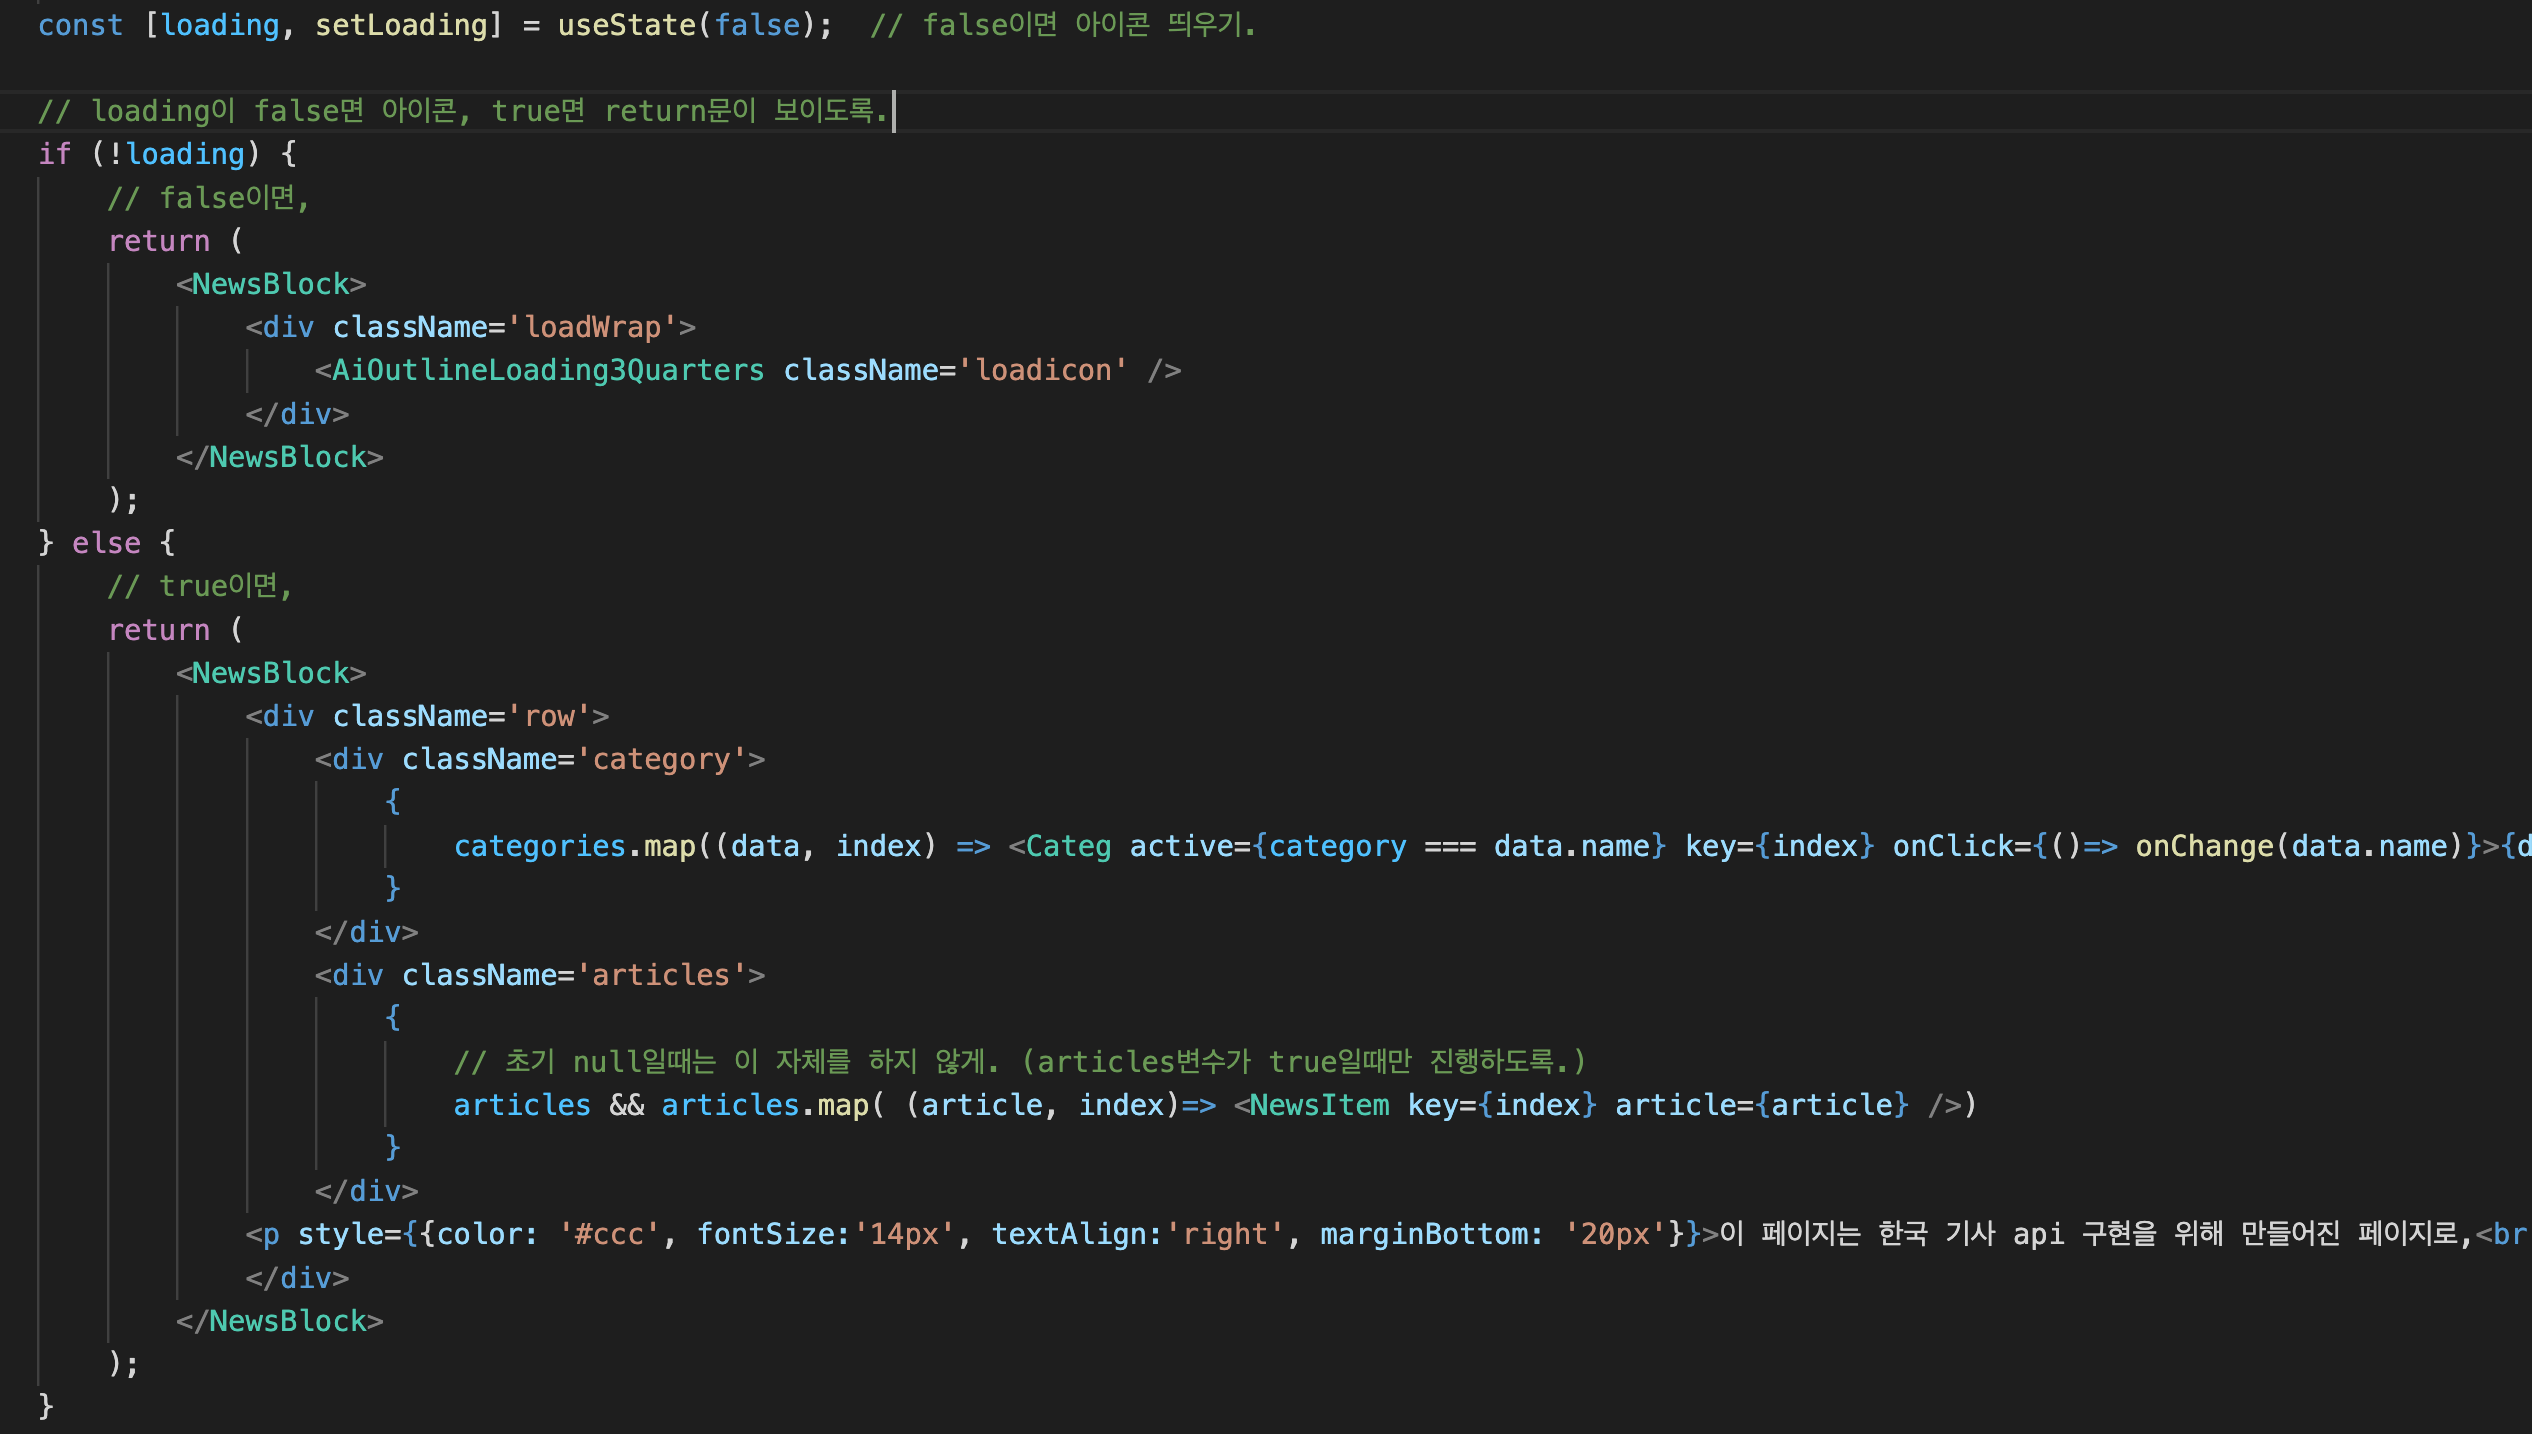 const [loading, setLoading] = useState(false);  // false이면 아이콘 띄우기.
// loading이 false면 아이콘, true면 return문이 보이도록.
if (!loading) {
// false이면,
return (
<NewsBlock>
<div className='loadWrap'>
<AiOutlineLoading3Quarters className='loadicon' />
</div>
</NewsBlock>
);
} else {
// true이면,
return (
<NewsBlock>
<div className='row'>
<div className='category'>
{
categories.map((data, index) => <Categ active={category === data.name} key={index} onClick={()=> onChange(data.name)}>{d
}
</div>
<div className='articles'>
{
// 초기 null일때는 이 자체를 하지 않게. (articles변수가 true일때만 진행하도록.)
articles && articles.map( (article, index)=> <NewsItem key={index} article={article} />)
}
</div>
<p style={{color: '#ccc', fontSize:'14px', textAlign:'right', marginBottom: '20px'}}>이 페이지는 한국 기사 api 구현을 위해 만들어진 페이지로,<br
</div>
</NewsBlock>
);
}